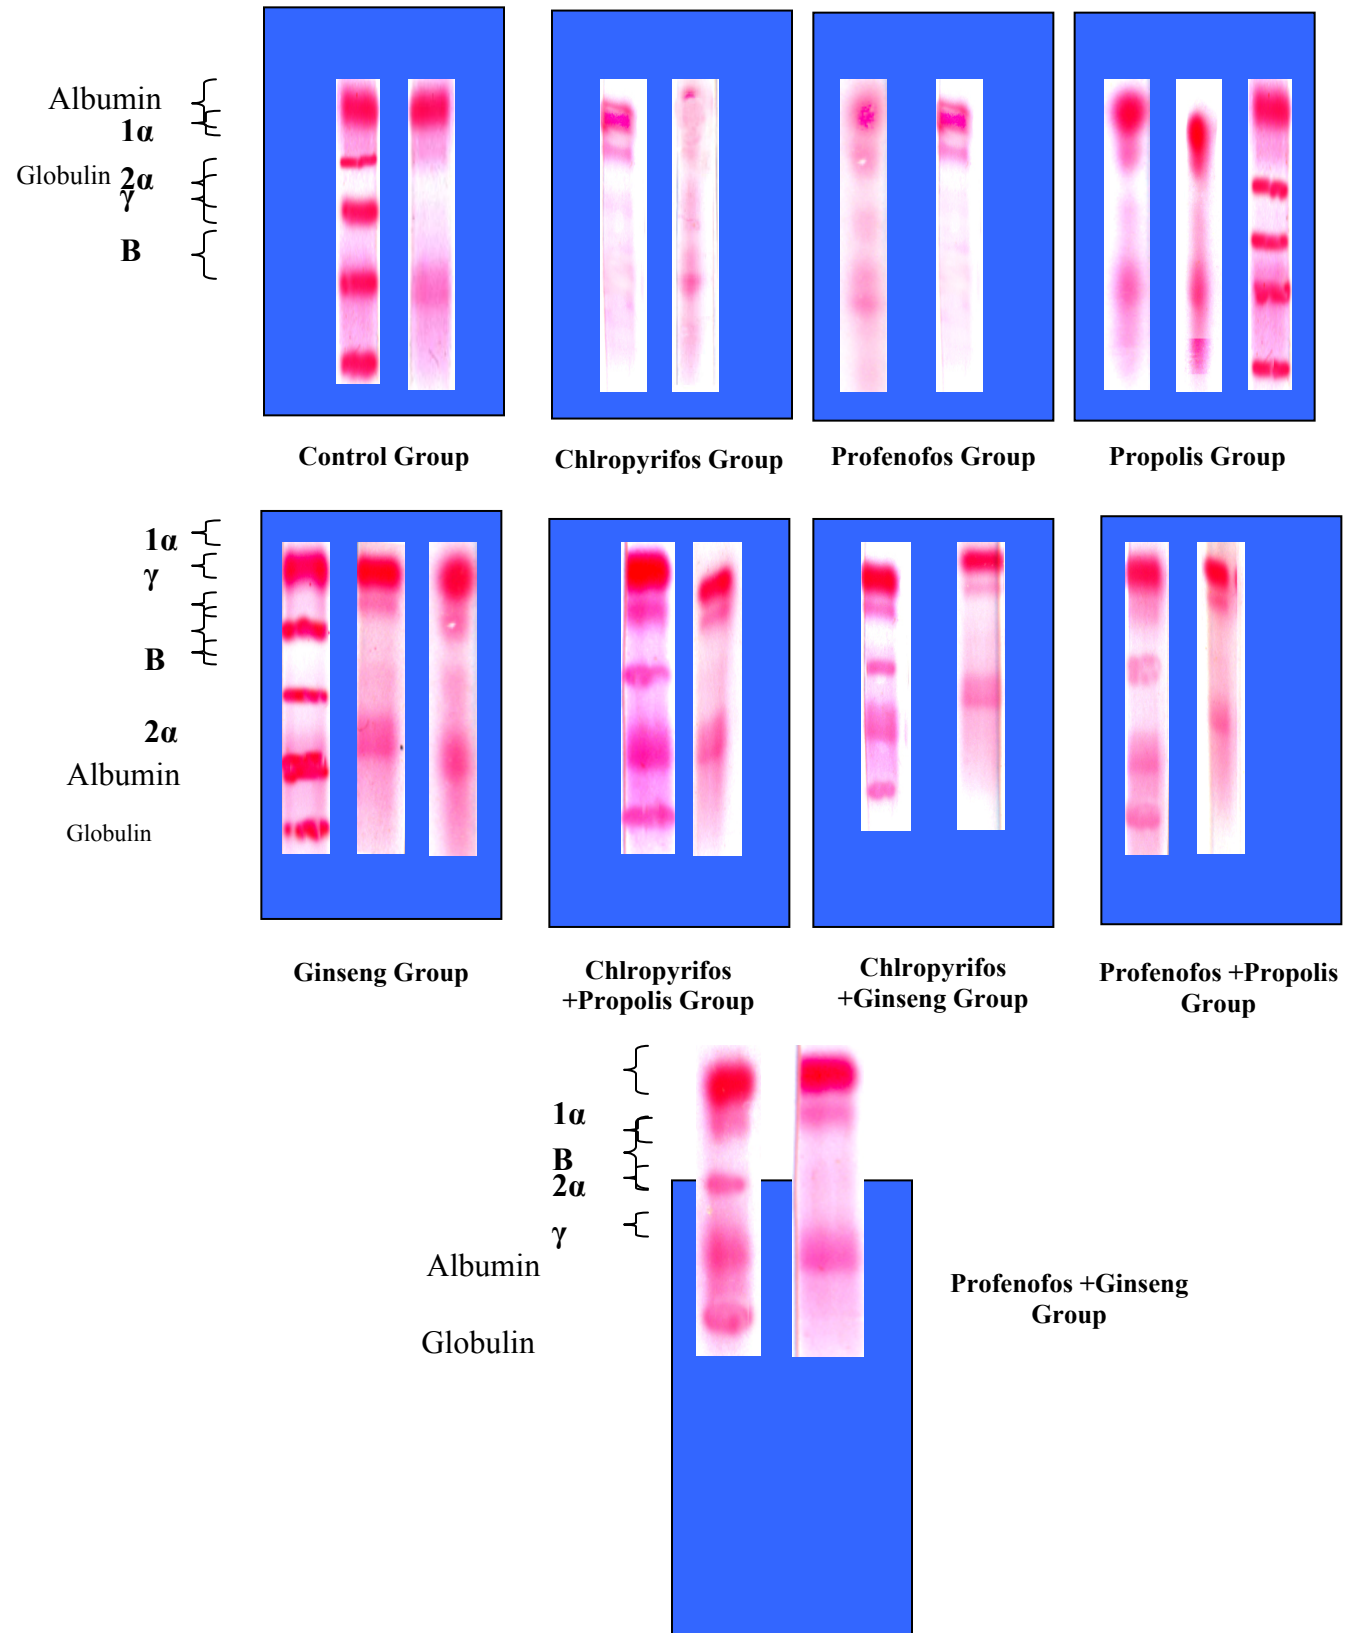 Albumin
1α
Globulin 2α
γ
B
Control Group
Chlropyrifos Group
Profenofos Group
Propolis Group
1α
γ
B
2α
Albumin
Globulin
Ginseng Group
Chlropyrifos
+Propolis Group
Chlropyrifos
+Ginseng Group
Profenofos +Propolis
Group
1α
B
2α
γ
Albumin
Globulin
Profenofos +Ginseng
Group